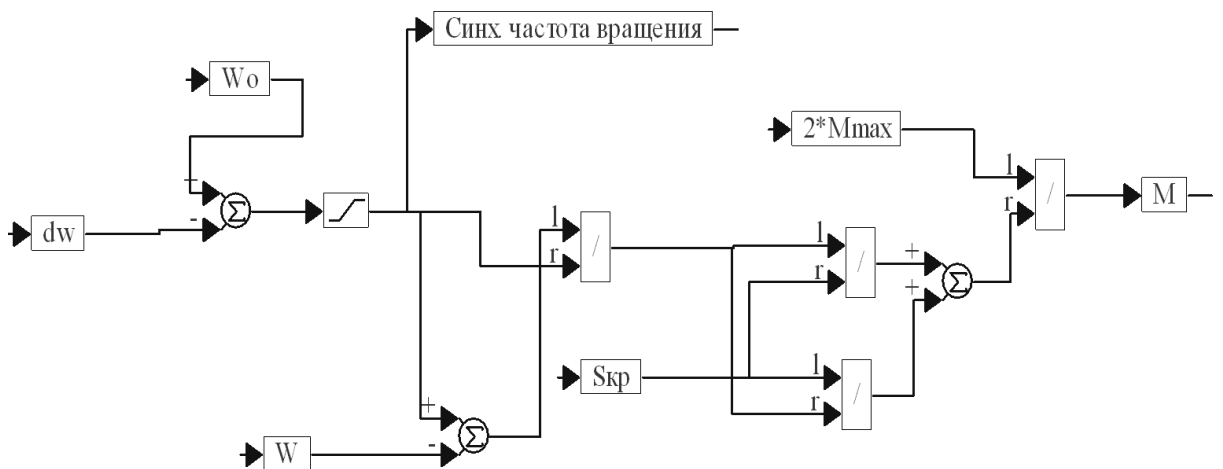 Синх. частота вращения
Wo
2*Mmax
+
l
/
M
r
-
Σ
dw
l
/
r
l
/
r
+
Σ
+
Sкр
l
/
r
+
Σ
-
W